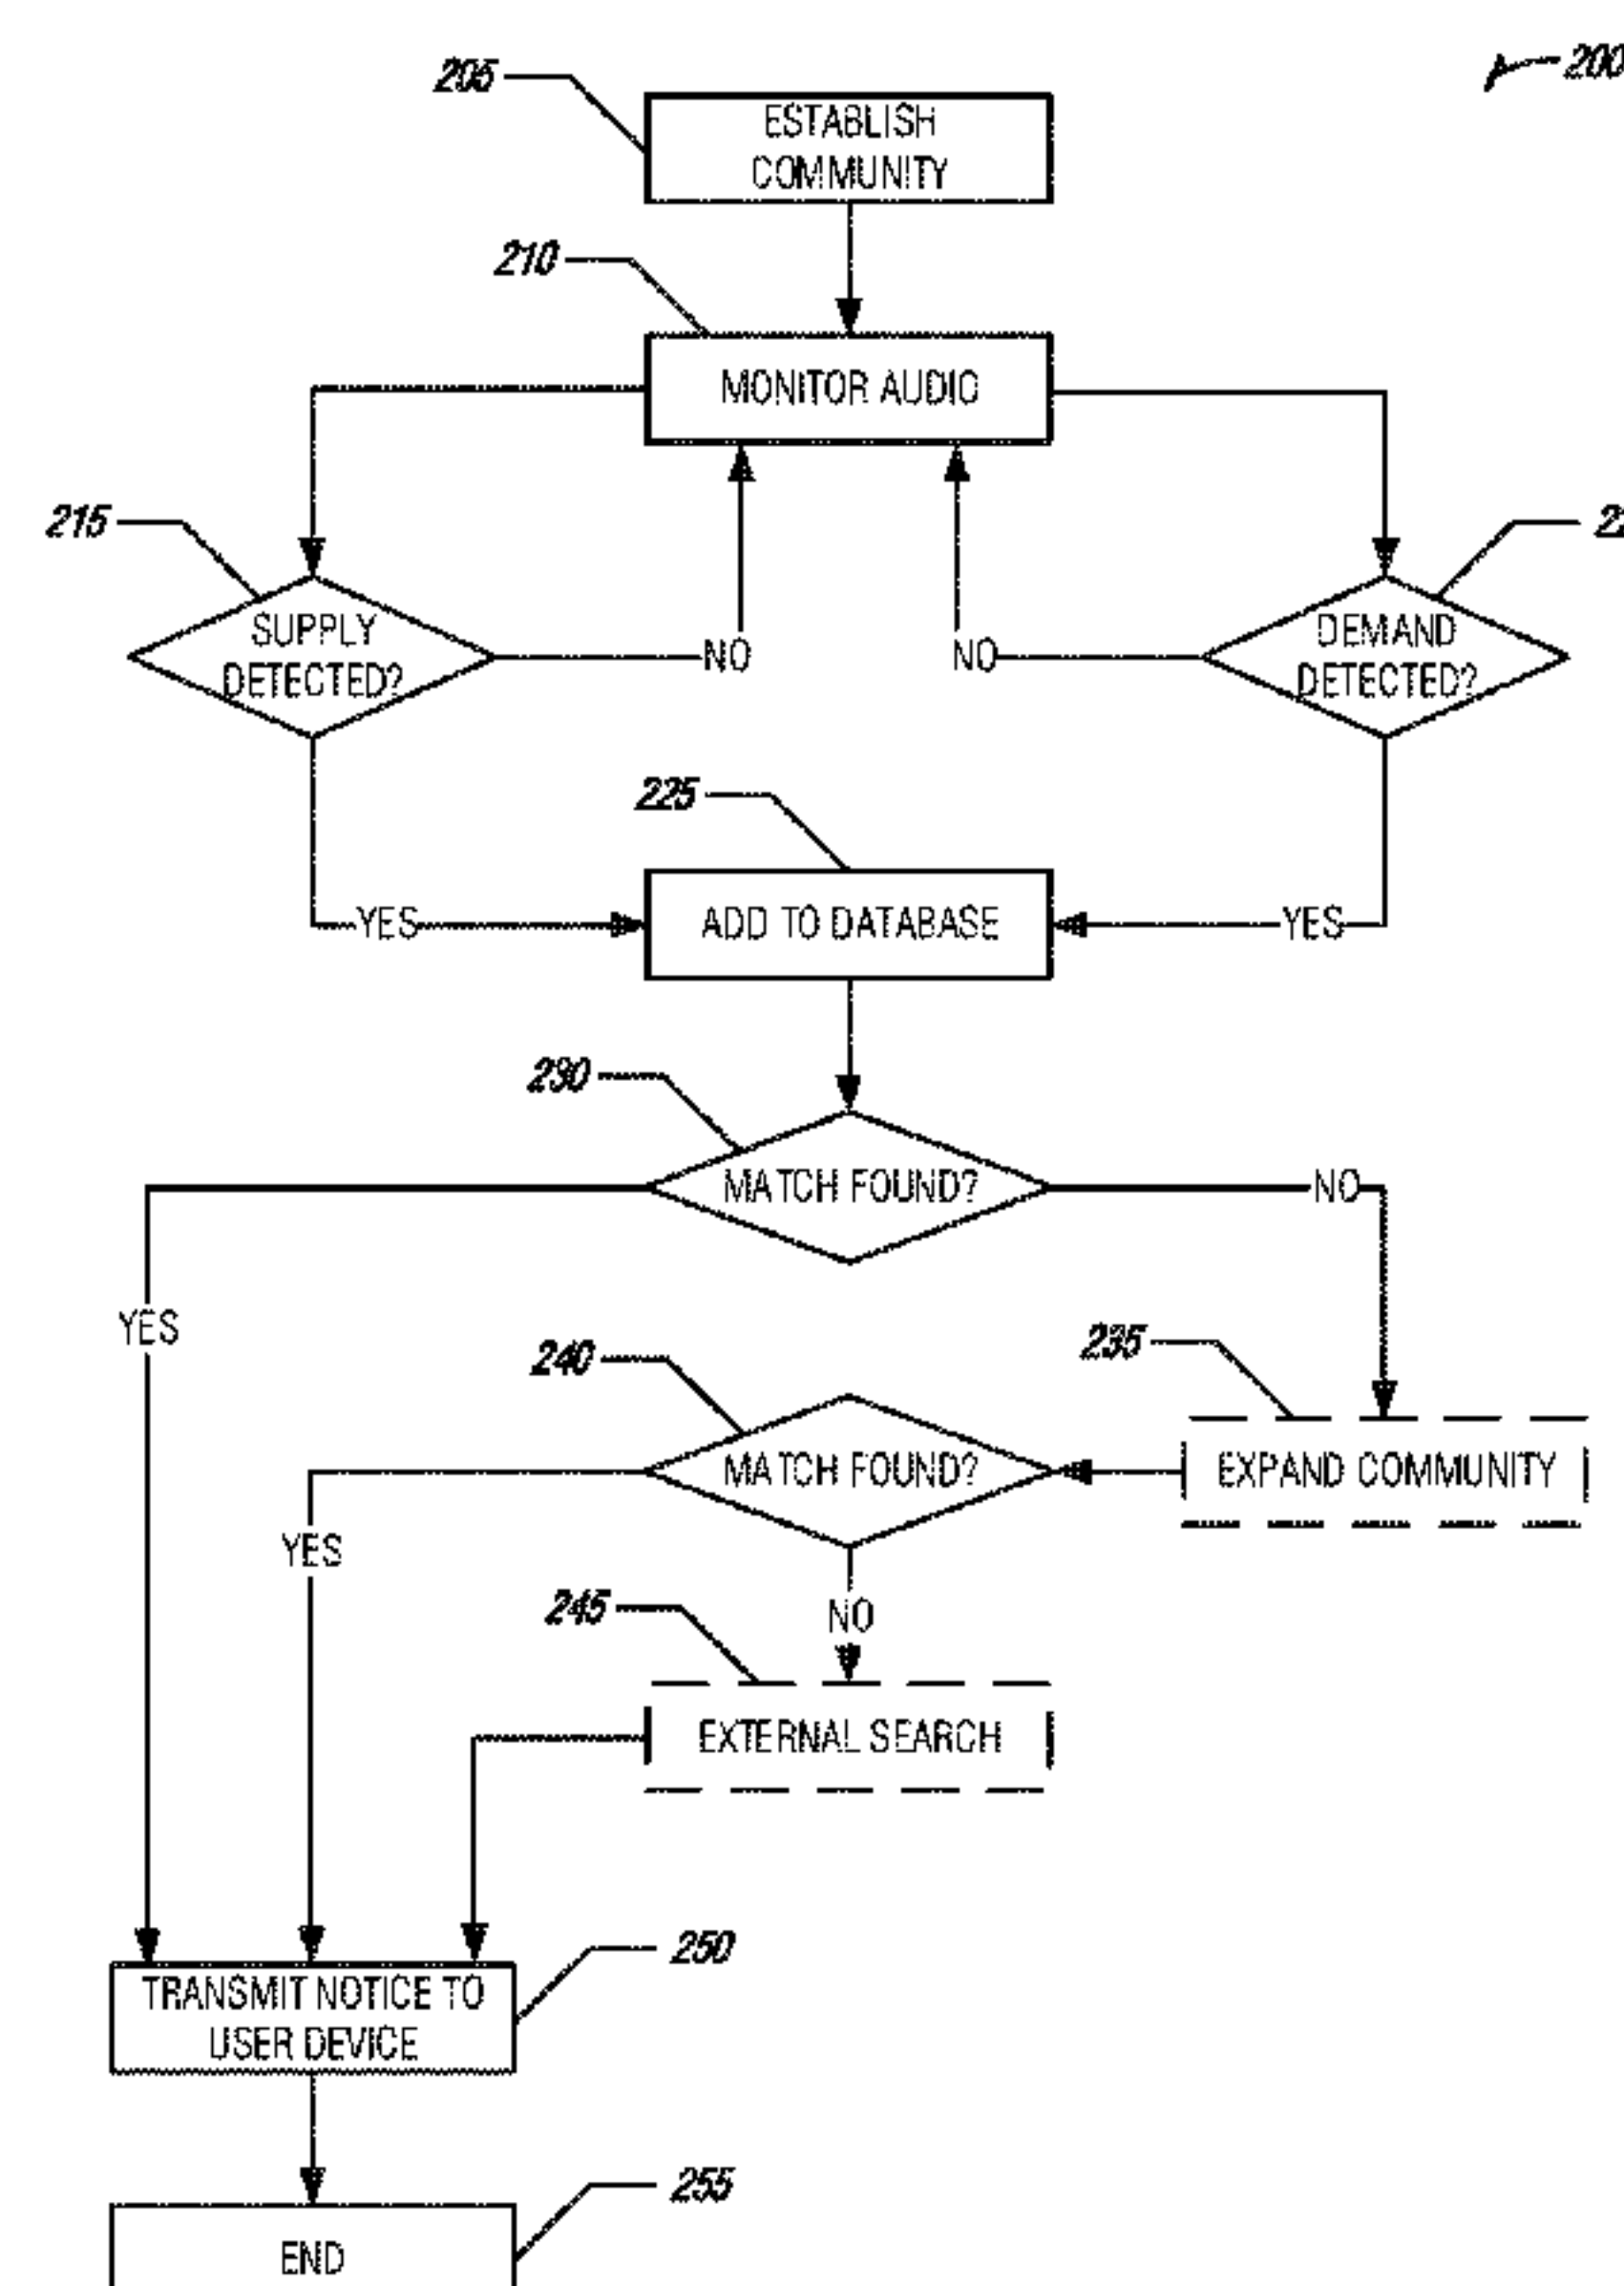 205
200
ESTABLISH
COMMUNITY
210
MONITOR AUDIO
215
SUPPLY
DETECTED?
NO
NO
DEMAND
DETECTED?
225
YES
ADD TO DATABASE
YES
230
MATCH FOUND?
NO
YES
240
235
MATCH FOUND?
EXPAND COMMUNITY
YES
245
NO
EXTERNAL SEARCH
250
TRANSMIT NOTICE TO
USER DEVICE
255
END